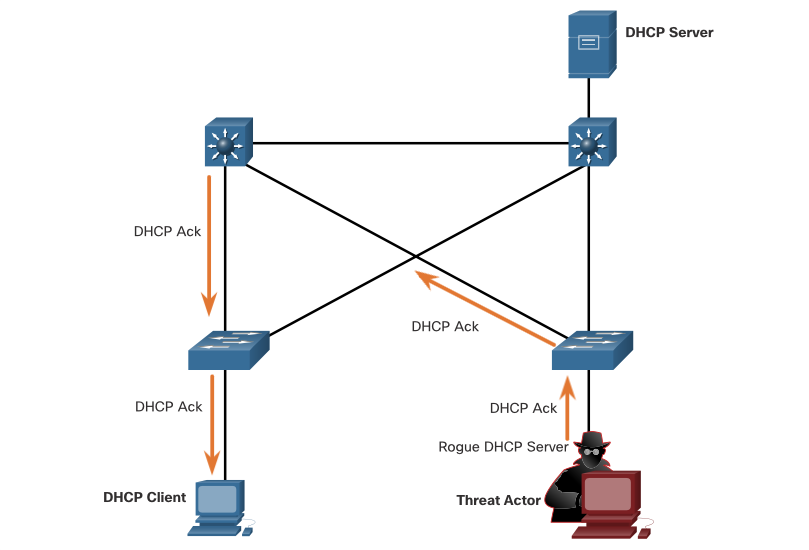 DHCP Server
DHCP Ack
DHCP Ack
DHCP Ack
DHCP Ack
Rogue DHCP Server
DHCP Client
Threat Actor